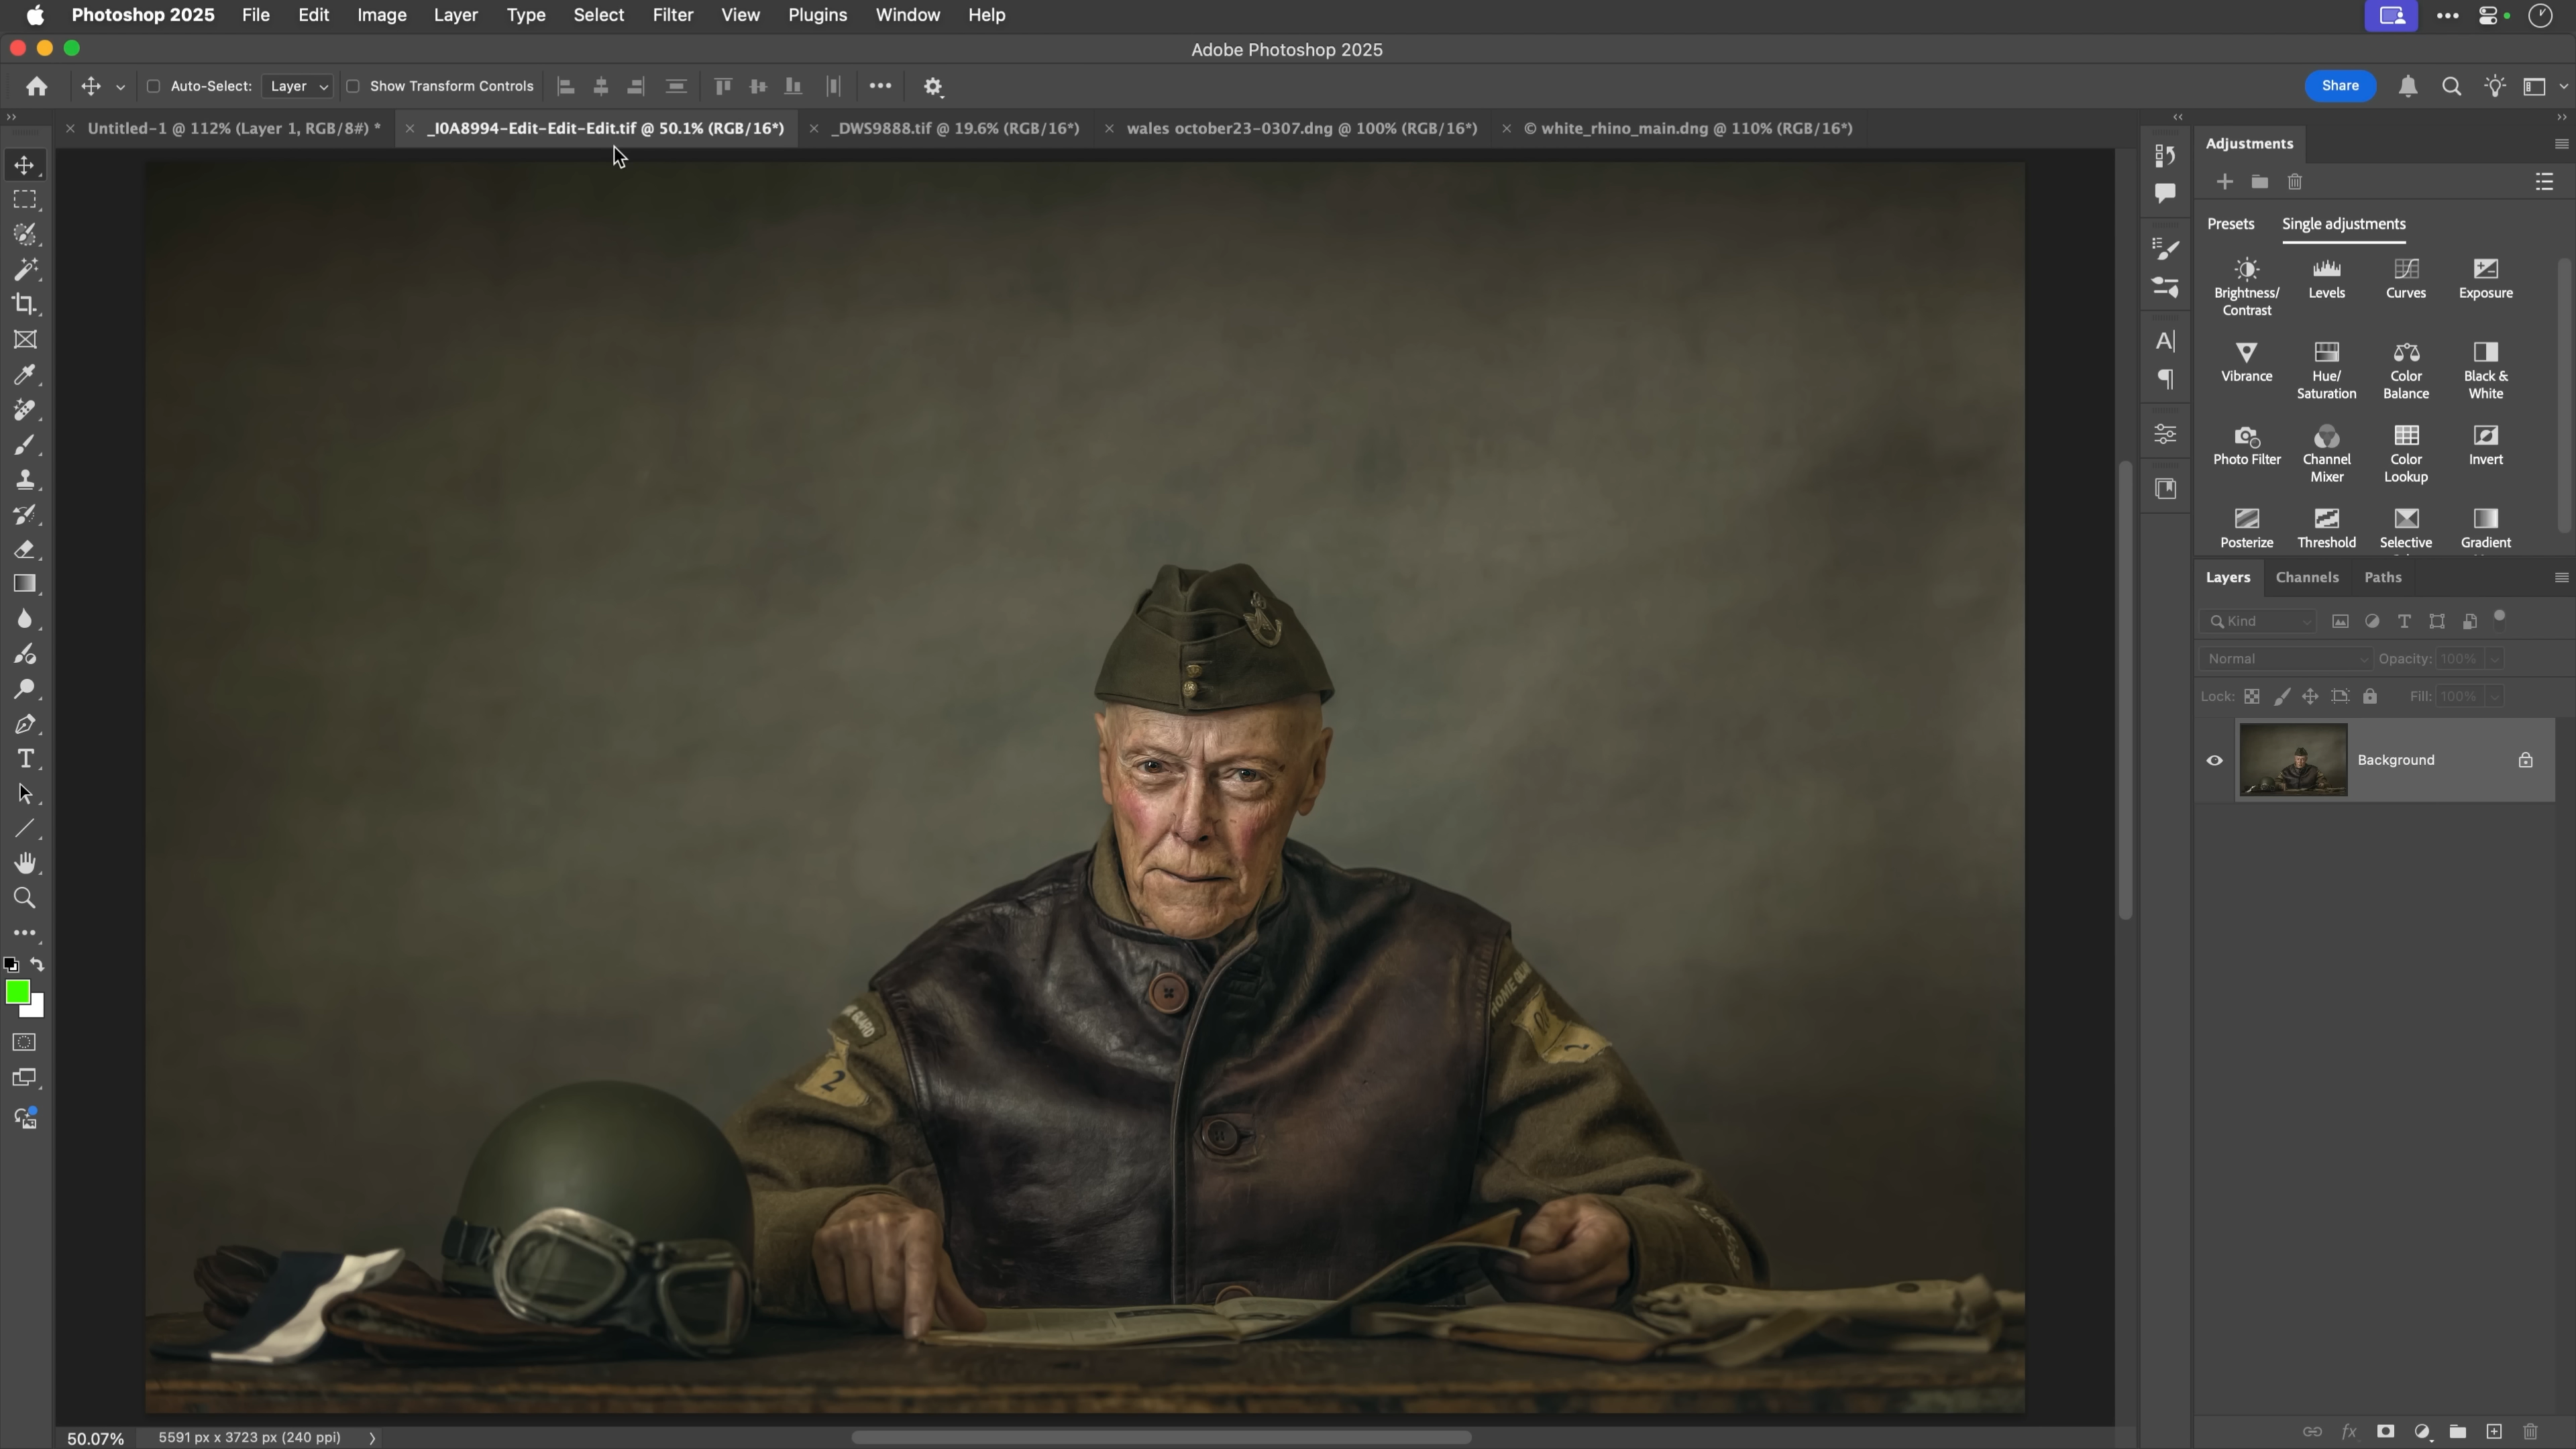 Photoshop 2025 File Edit Image Layer Type Select Filter View Plugins Window Help
Adobe Photoshop 2025
Auto-Select: Layer Show Transform Controls Share
Untitled-1 @ 112% (Layer 1, RGB/8#) * _I0A8994-Edit-Edit-Edit.tif @ 50.1% (RGB/16*) _DWS9888.tif @ 19.6% (RGB/16*) wales october23-0307.dng @ 100% (RGB/16*) © white_rhino_main.dng @ 110% (RGB/16*)
Adjustments
Presets Single adjustments
Brightness/
Contrast
Levels
Curves
Exposure
Vibrance
Hue/
Saturation
Color
Balance
Black &
White
Photo Filter
Channel
Mixer
Color
Lookup
Invert
Posterize
Threshold
Selective
Gradient
Layers Channels Paths
Kind
Normal Opacity: 100%
Lock: Fill: 100%
Background
HOME GUARD
2
50.07% 5591 px x 3723 px (240 ppi)